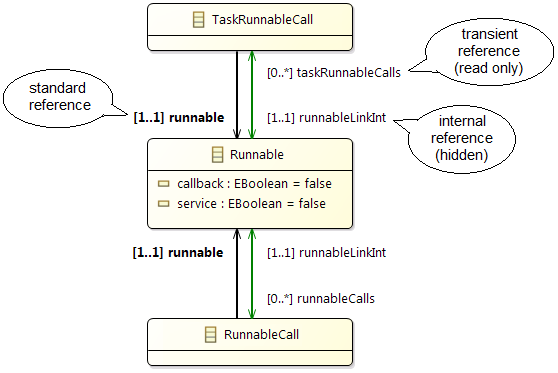 TaskRunnableCall
transient
reference
(read only)
[0..*] taskRunnableCalls
standard
reference
[1..1] runnable
[1..1] runnableLinkInt
internal
reference
(hidden)
Runnable
callback : EBoolean = false
service : EBoolean = false
[1..1] runnable
[1..1] runnableLinkInt
[0..*] runnableCalls
RunnableCall